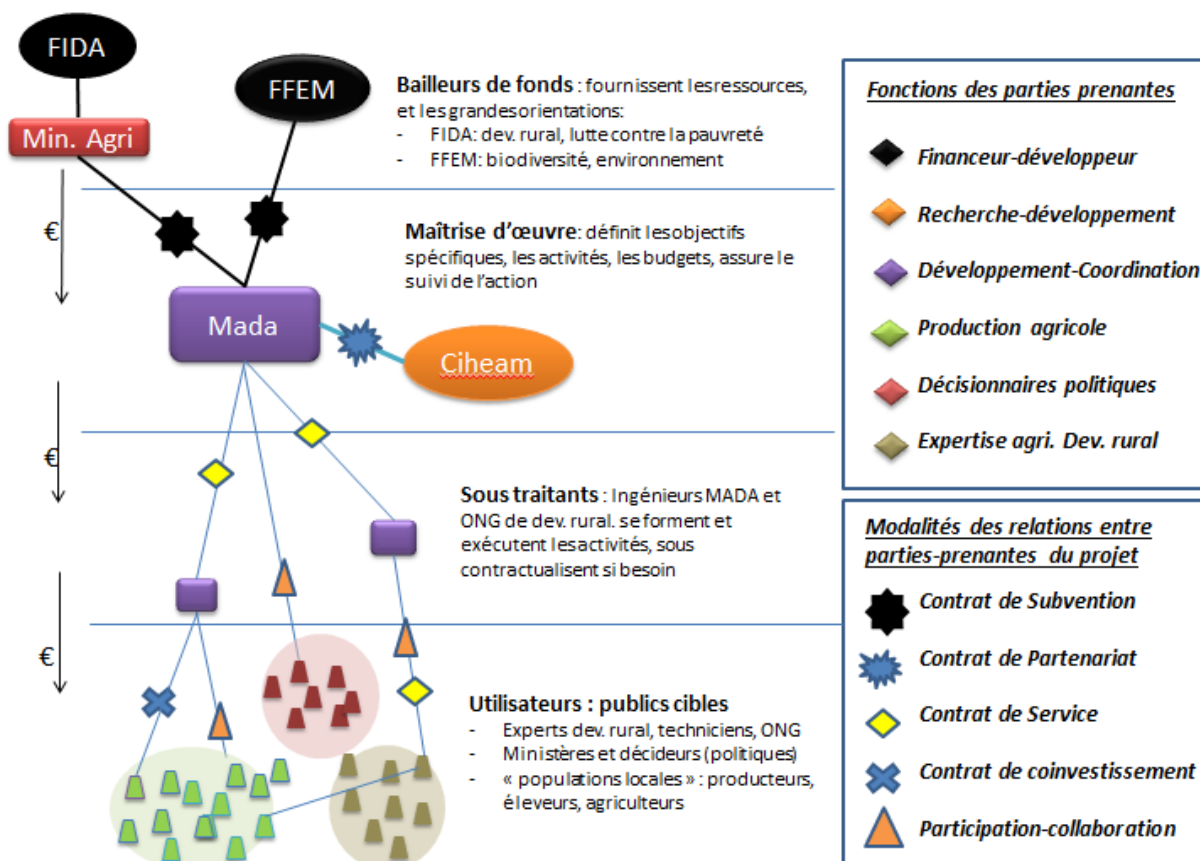 FIDA
FFEM
Min. Agri
Bailleurs de fonds : fournissent lesressources,
et les grandesorientations:
- FIDA: dev. rural, lutte contre la pauvreté
- FFEM: biodiversité, environnement
€
Maîtrise d'œuvre: définit lesobjectifs
spécifiques, lesactivités, les budgets, assure le
suivi de l'action
Mada
Ciheam
€
Sous traitants : Ingénieurs MADA et
ONG de dev. rural. se forment et
exécutent lesactivités, sous
contractualisent si besoin
€
Utilisateurs : publics cibles
- Experts dev. rural, techniciens, ONG
- Ministères et décideurs (politiques)
- « populations locales » : producteurs,
éleveurs, agriculteurs
Fonctions des parties prenantes
Financeur-développeur
Recherche-développement
Développement-Coordination
Production agricole
Décisionnaires politiques
Expertise agri. Dev. rural
Modalités des relations entre
parties-prenantes du projet
Contrat de Subvention
Contrat de Partenariat
Contrat de Service
Contrat de coinvestissement
Participation-collaboration